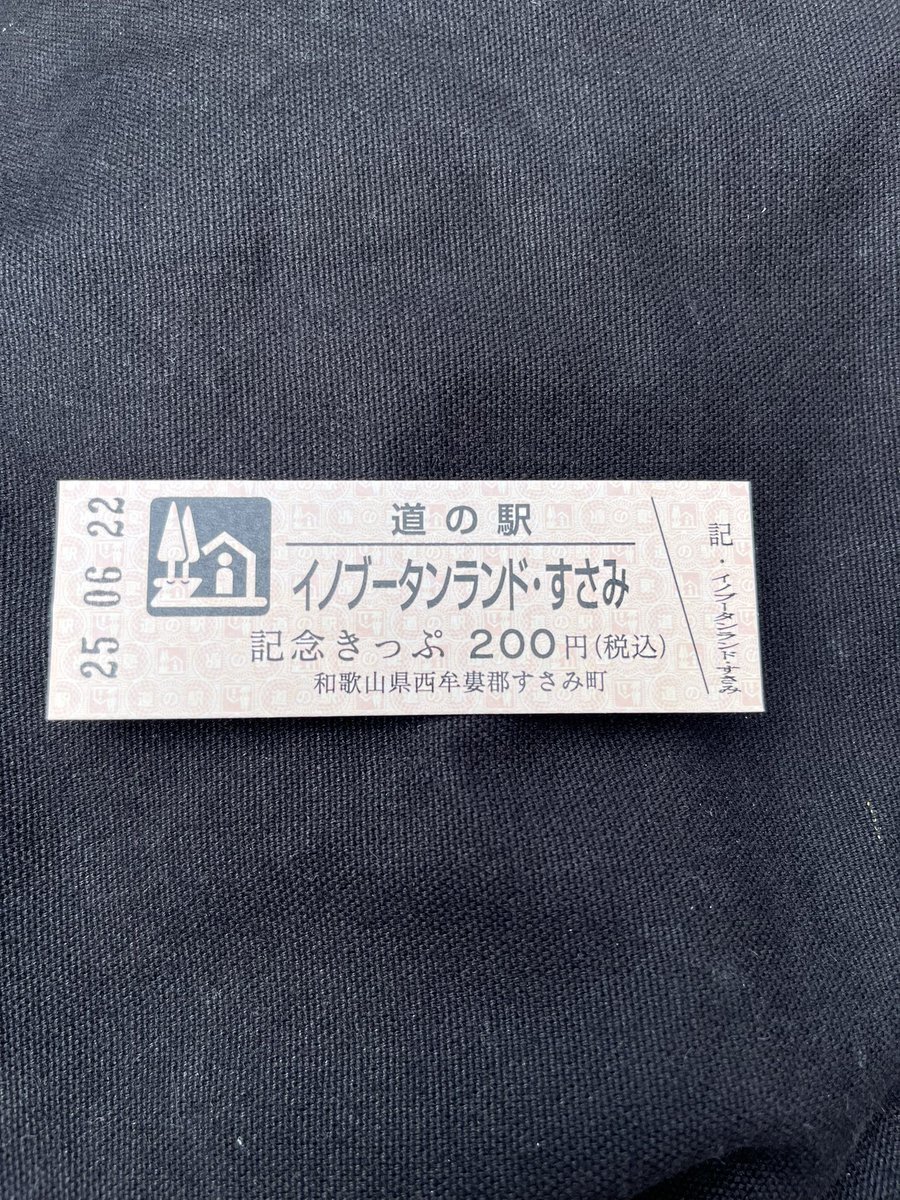 25 06 22
道の駅
イノブータンランド・すさみ
記念きっぷ 200円(税込)
和歌山県西牟婁郡すさみ町
記・イノブータンランド・すさみ